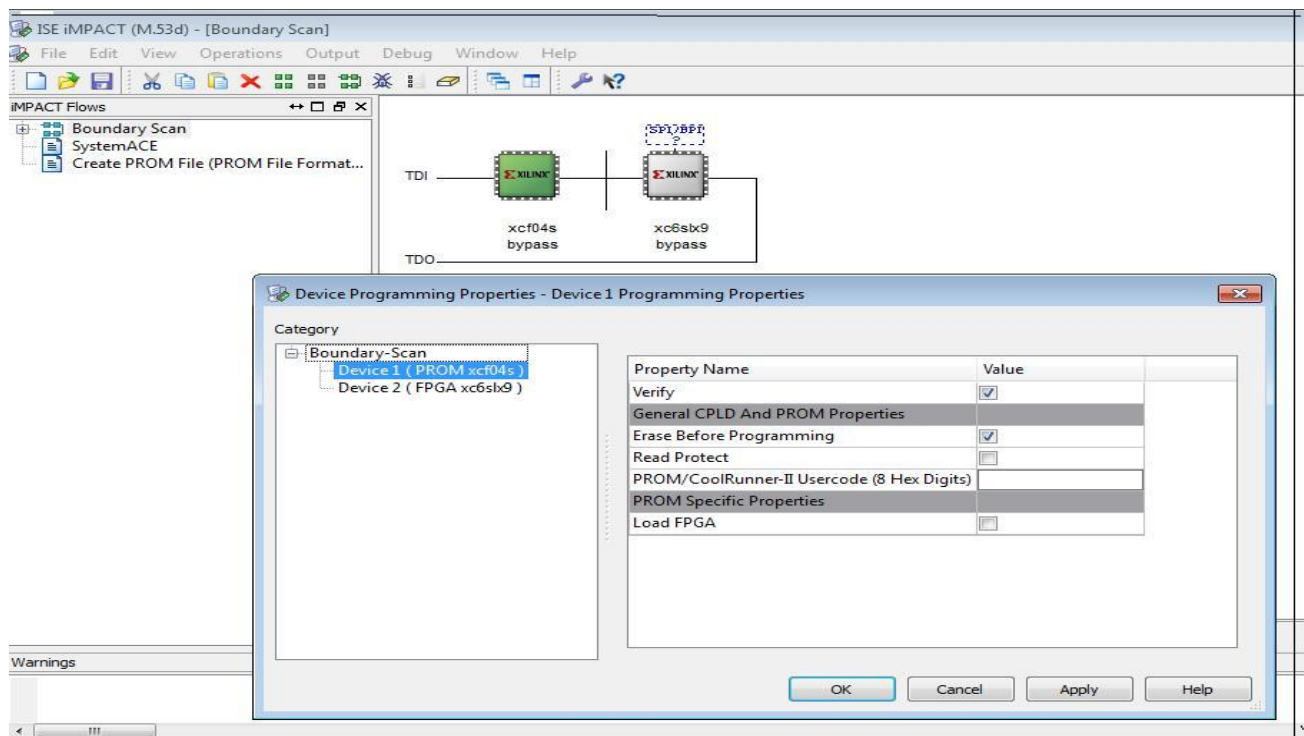 ISE iMPACT (M.53d) - [Boundary Scan]
File Edit View Operations Output Debug Window Help
iMPACT Flows
Boundary Scan
SystemACE
Create PROM File (PROM File Format...
SPI/BPI
?
TDI
XILINX
XILINX
xcf04s
bypass
xc6slx9
bypass
TDO
Device Programming Properties - Device 1 Programming Properties
Category
Boundary-Scan
Device 1 ( PROM xcf04s )
Device 2 ( FPGA xc6slx9 )
Property Name Value
Verify
General CPLD And PROM Properties
Erase Before Programming
Read Protect
PROM/CoolRunner-II Usercode (8 Hex Digits)
PROM Specific Properties
Load FPGA
Warnings
OK Cancel Apply Help